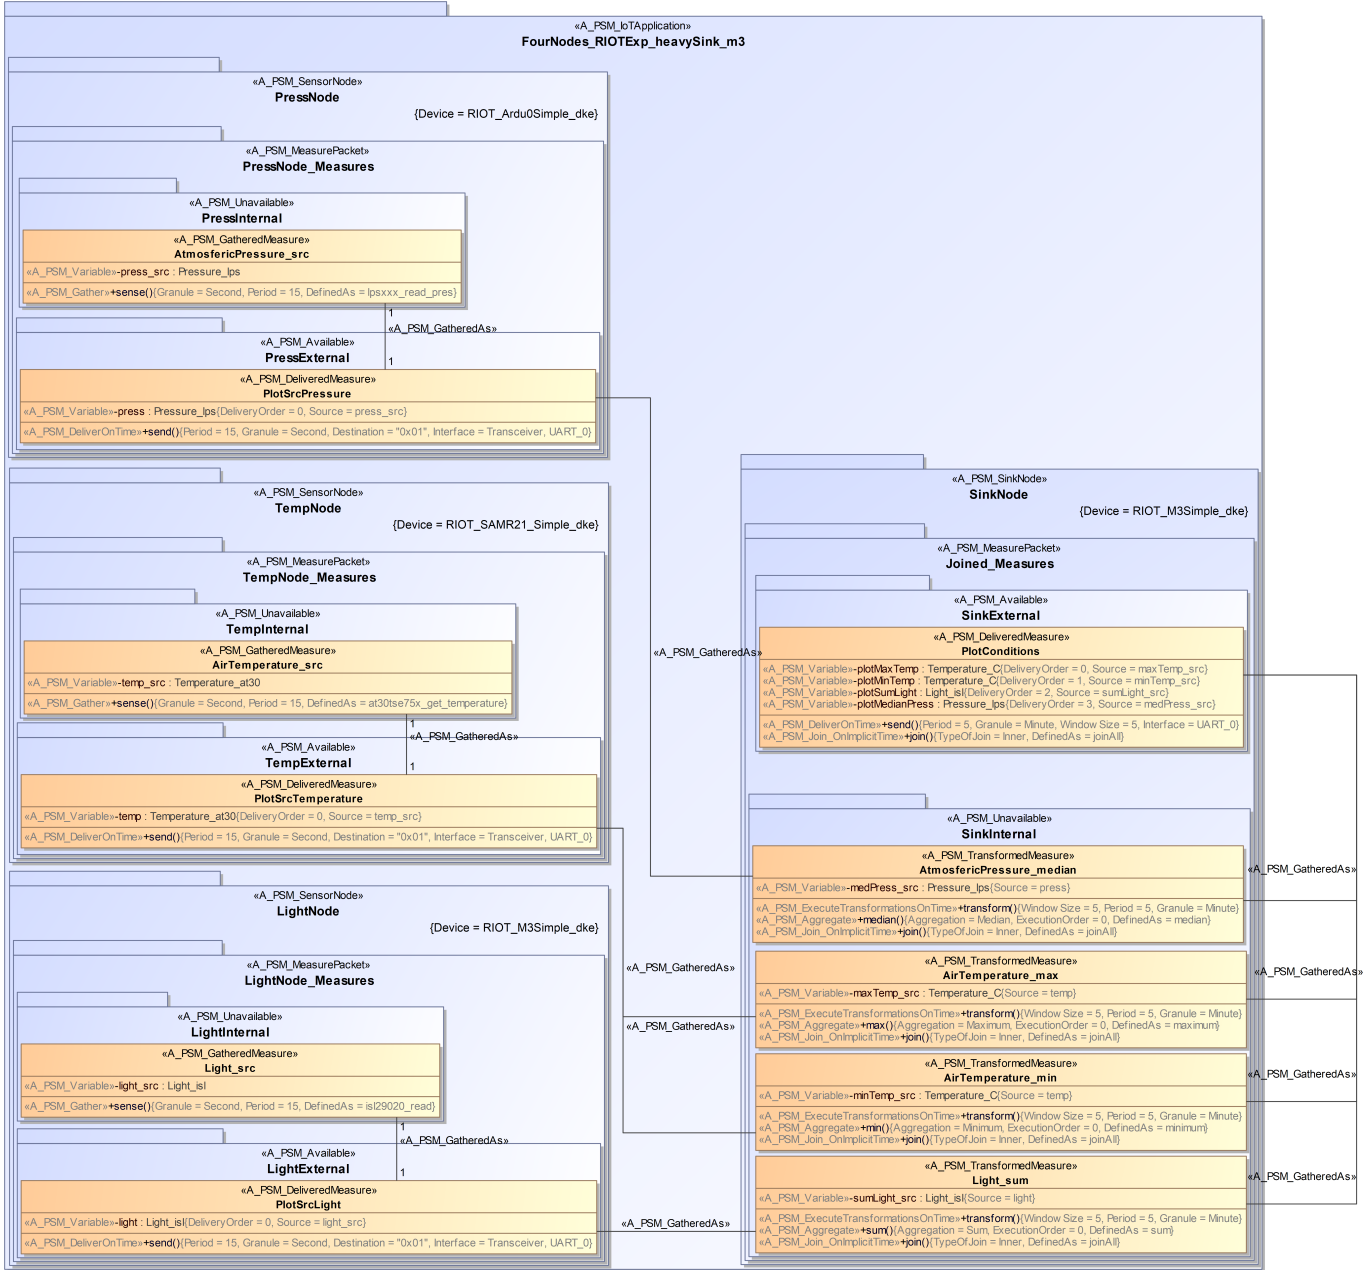 «A_PSM_IoTApplication»
FourNodes_RIOTExp_heavySink_m3
«A_PSM_SensorNode»
PressNode
{Device = RIOT_Ardu0Simple_dke}
«A_PSM_MeasurePacket»
PressNode_Measures
«A_PSM_Unavailable»
PressInternal
«A_PSM_GatheredMeasure»
AtmosfericPressure_src
«A_PSM_Variable»-press_src : Pressure_lps
«A_PSM_Gather»+sense(){Granule = Second, Period = 15, DefinedAs = lpsxxx_read_pres}
1
«A_PSM_GatheredAs»
1
«A_PSM_Available»
PressExternal
«A_PSM_DeliveredMeasure»
PlotSrcPressure
«A_PSM_Variable»-press : Pressure_lps{DeliveryOrder = 0, Source = press_src}
«A_PSM_DeliverOnTime»+send(){Period = 15, Granule = Second, Destination = "0x01", Interface = Transceiver, UART_0}
«A_PSM_SensorNode»
TempNode
{Device = RIOT_SAMR21_Simple_dke}
«A_PSM_MeasurePacket»
TempNode_Measures
«A_PSM_Unavailable»
TempInternal
«A_PSM_GatheredMeasure»
AirTemperature_src
«A_PSM_Variable»-temp_src : Temperature_at30
«A_PSM_Gather»+sense(){Granule = Second, Period = 15, DefinedAs = at30tse75x_get_temperature}
1
«A_PSM_GatheredAs»
1
«A_PSM_Available»
TempExternal
«A_PSM_DeliveredMeasure»
PlotSrcTemperature
«A_PSM_Variable»-temp : Temperature_at30{DeliveryOrder = 0, Source = temp_src}
«A_PSM_DeliverOnTime»+send(){Period = 15, Granule = Second, Destination = "0x01", Interface = Transceiver, UART_0}
«A_PSM_SensorNode»
LightNode
{Device = RIOT_M3Simple_dke}
«A_PSM_MeasurePacket»
LightNode_Measures
«A_PSM_Unavailable»
LightInternal
«A_PSM_GatheredMeasure»
Light_src
«A_PSM_Variable»-light_src : Light_isl
«A_PSM_Gather»+sense(){Granule = Second, Period = 15, DefinedAs = isl29020_read}
1
«A_PSM_GatheredAs»
1
«A_PSM_Available»
LightExternal
«A_PSM_DeliveredMeasure»
PlotSrcLight
«A_PSM_Variable»-light : Light_isl{DeliveryOrder = 0, Source = light_src}
«A_PSM_DeliverOnTime»+send(){Period = 15, Granule = Second, Destination = "0x01", Interface = Transceiver, UART_0}
«A_PSM_GatheredAs»
«A_PSM_GatheredAs»
«A_PSM_GatheredAs»
«A_PSM_GatheredAs»
«A_PSM_SinkNode»
SinkNode
{Device = RIOT_M3Simple_dke}
«A_PSM_MeasurePacket»
Joined_Measures
«A_PSM_Available»
SinkExternal
«A_PSM_DeliveredMeasure»
PlotConditions
«A_PSM_Variable»-plotMaxTemp : Temperature_C{DeliveryOrder = 0, Source = maxTemp_src}
«A_PSM_Variable»-plotMinTemp : Temperature_C{DeliveryOrder = 1, Source = minTemp_src}
«A_PSM_Variable»-plotSumLight : Light_isl{DeliveryOrder = 2, Source = sumLight_src}
«A_PSM_Variable»-plotMedianPress : Pressure_lps{DeliveryOrder = 3, Source = medPress_src}
«A_PSM_DeliverOnTime»+send(){Period = 5, Granule = Minute, Window Size = 5, Interface = UART_0}
«A_PSM_Join_OnImplicitTime»+join(){TypeOfJoin = Inner, DefinedAs = joinAll}
«A_PSM_Unavailable»
SinkInternal
«A_PSM_TransformedMeasure»
AtmosfericPressure_median
«A_PSM_Variable»-medPress_src : Pressure_lps{Source = press}
«A_PSM_ExecuteTransformationsOnTime»+transform(){Window Size = 5, Period = 5, Granule = Minute}
«A_PSM_Aggregate»+median(){Aggregation = Median, ExecutionOrder = 0, DefinedAs = median}
«A_PSM_Join_OnImplicitTime»+join(){TypeOfJoin = Inner, DefinedAs = joinAll}
«A_PSM_GatheredAs»
«A_PSM_TransformedMeasure»
AirTemperature_max
«A_PSM_Variable»-maxTemp_src : Temperature_C{Source = temp}
«A_PSM_ExecuteTransformationsOnTime»+transform(){Window Size = 5, Period = 5, Granule = Minute}
«A_PSM_Aggregate»+max(){Aggregation = Maximum, ExecutionOrder = 0, DefinedAs = maximum}
«A_PSM_Join_OnImplicitTime»+join(){TypeOfJoin = Inner, DefinedAs = joinAll}
«A_PSM_GatheredAs»
«A_PSM_TransformedMeasure»
AirTemperature_min
«A_PSM_Variable»-minTemp_src : Temperature_C{Source = temp}
«A_PSM_ExecuteTransformationsOnTime»+transform(){Window Size = 5, Period = 5, Granule = Minute}
«A_PSM_Aggregate»+min(){Aggregation = Minimum, ExecutionOrder = 0, DefinedAs = minimum}
«A_PSM_Join_OnImplicitTime»+join(){TypeOfJoin = Inner, DefinedAs = joinAll}
«A_PSM_GatheredAs»
«A_PSM_TransformedMeasure»
Light_sum
«A_PSM_Variable»-sumLight_src : Light_isl{Source = light}
«A_PSM_ExecuteTransformationsOnTime»+transform(){Window Size = 5, Period = 5, Granule = Minute}
«A_PSM_Aggregate»+sum(){Aggregation = Sum, ExecutionOrder = 0, DefinedAs = sum}
«A_PSM_Join_OnImplicitTime»+join(){TypeOfJoin = Inner, DefinedAs = joinAll}
«A_PSM_GatheredAs»